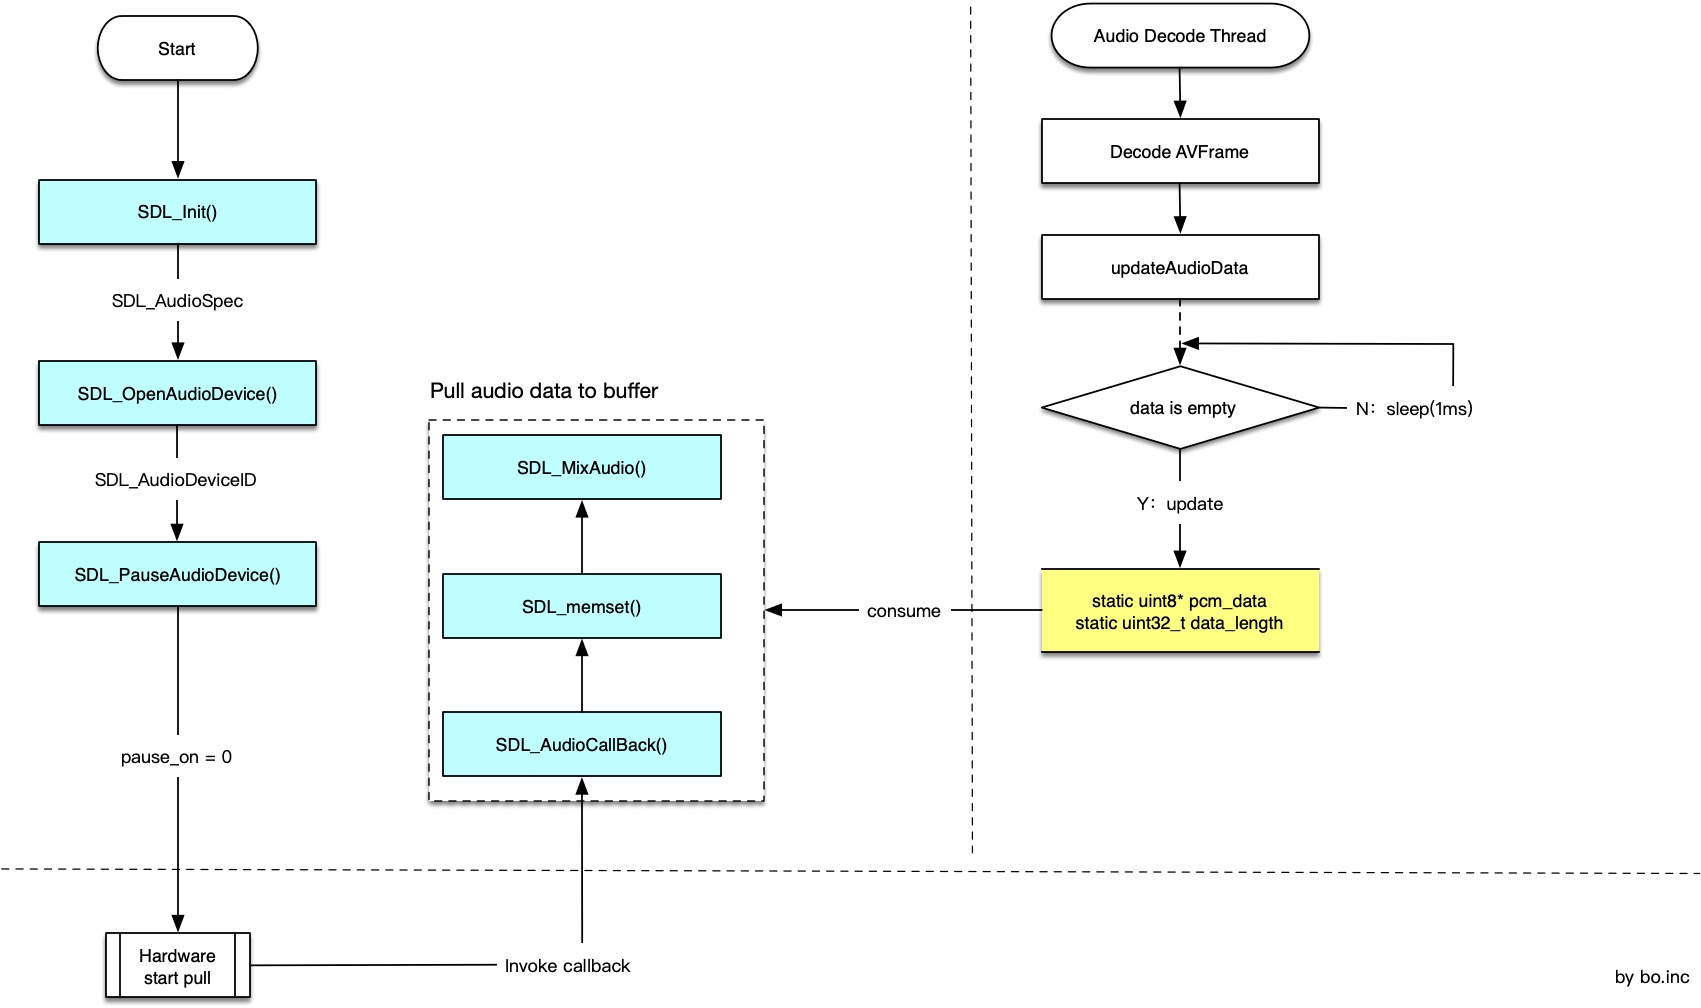 Start
SDL_Init()
SDL_AudioSpec
SDL_OpenAudioDevice()
SDL_AudioDeviceID
SDL_PauseAudioDevice()
pause_on = 0
Hardware
start pull
Invoke callback
Pull audio data to buffer
SDL_MixAudio()
SDL_memset()
SDL_AudioCallBack()
consume
Audio Decode Thread
Decode AVFrame
updateAudioData
data is empty
N: sleep(1ms)
Y: update
static uint8* pcm_data
static uint32_t data_length
by bo.inc